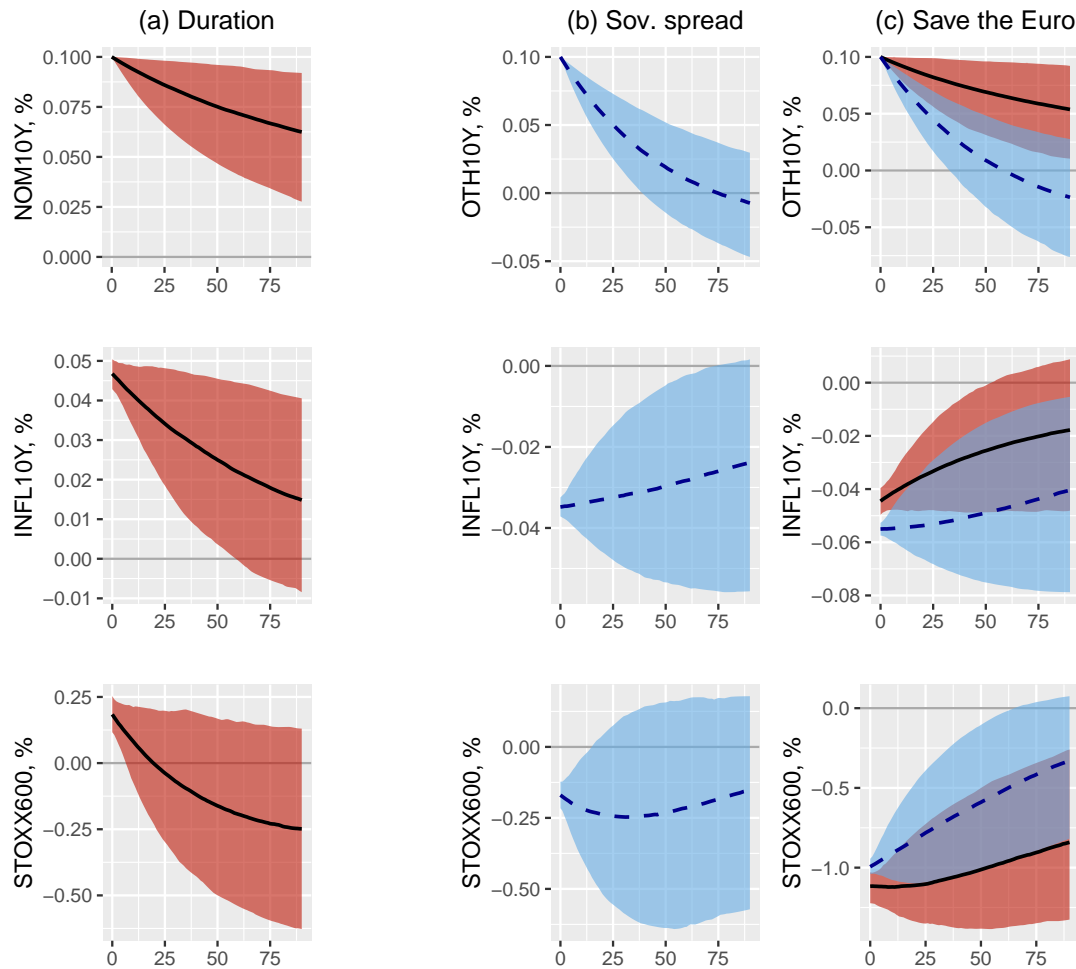 (a) Duration (b) Sov. spread (c) Save the Euro
NOM10Y, %
0.100
0.075
0.050
0.025
0.000
0 25 50 75
OTH10Y, %
0.10
0.05
0.00
−0.05
0 25 50 75
OTH10Y, %
0.10
0.05
0.00
−0.05
0 25 50 75
INFL10Y, %
0.05
0.04
0.03
0.02
0.01
0.00
−0.01
0 25 50 75
INFL10Y, %
0.00
−0.02
−0.04
0 25 50 75
INFL10Y, %
0.00
−0.02
−0.04
−0.06
−0.08
0 25 50 75
STOXX600, %
0.25
0.00
−0.25
−0.50
0 25 50 75
STOXX600, %
0.00
−0.25
−0.50
0 25 50 75
STOXX600, %
0.0
−0.5
−1.0
0 25 50 75